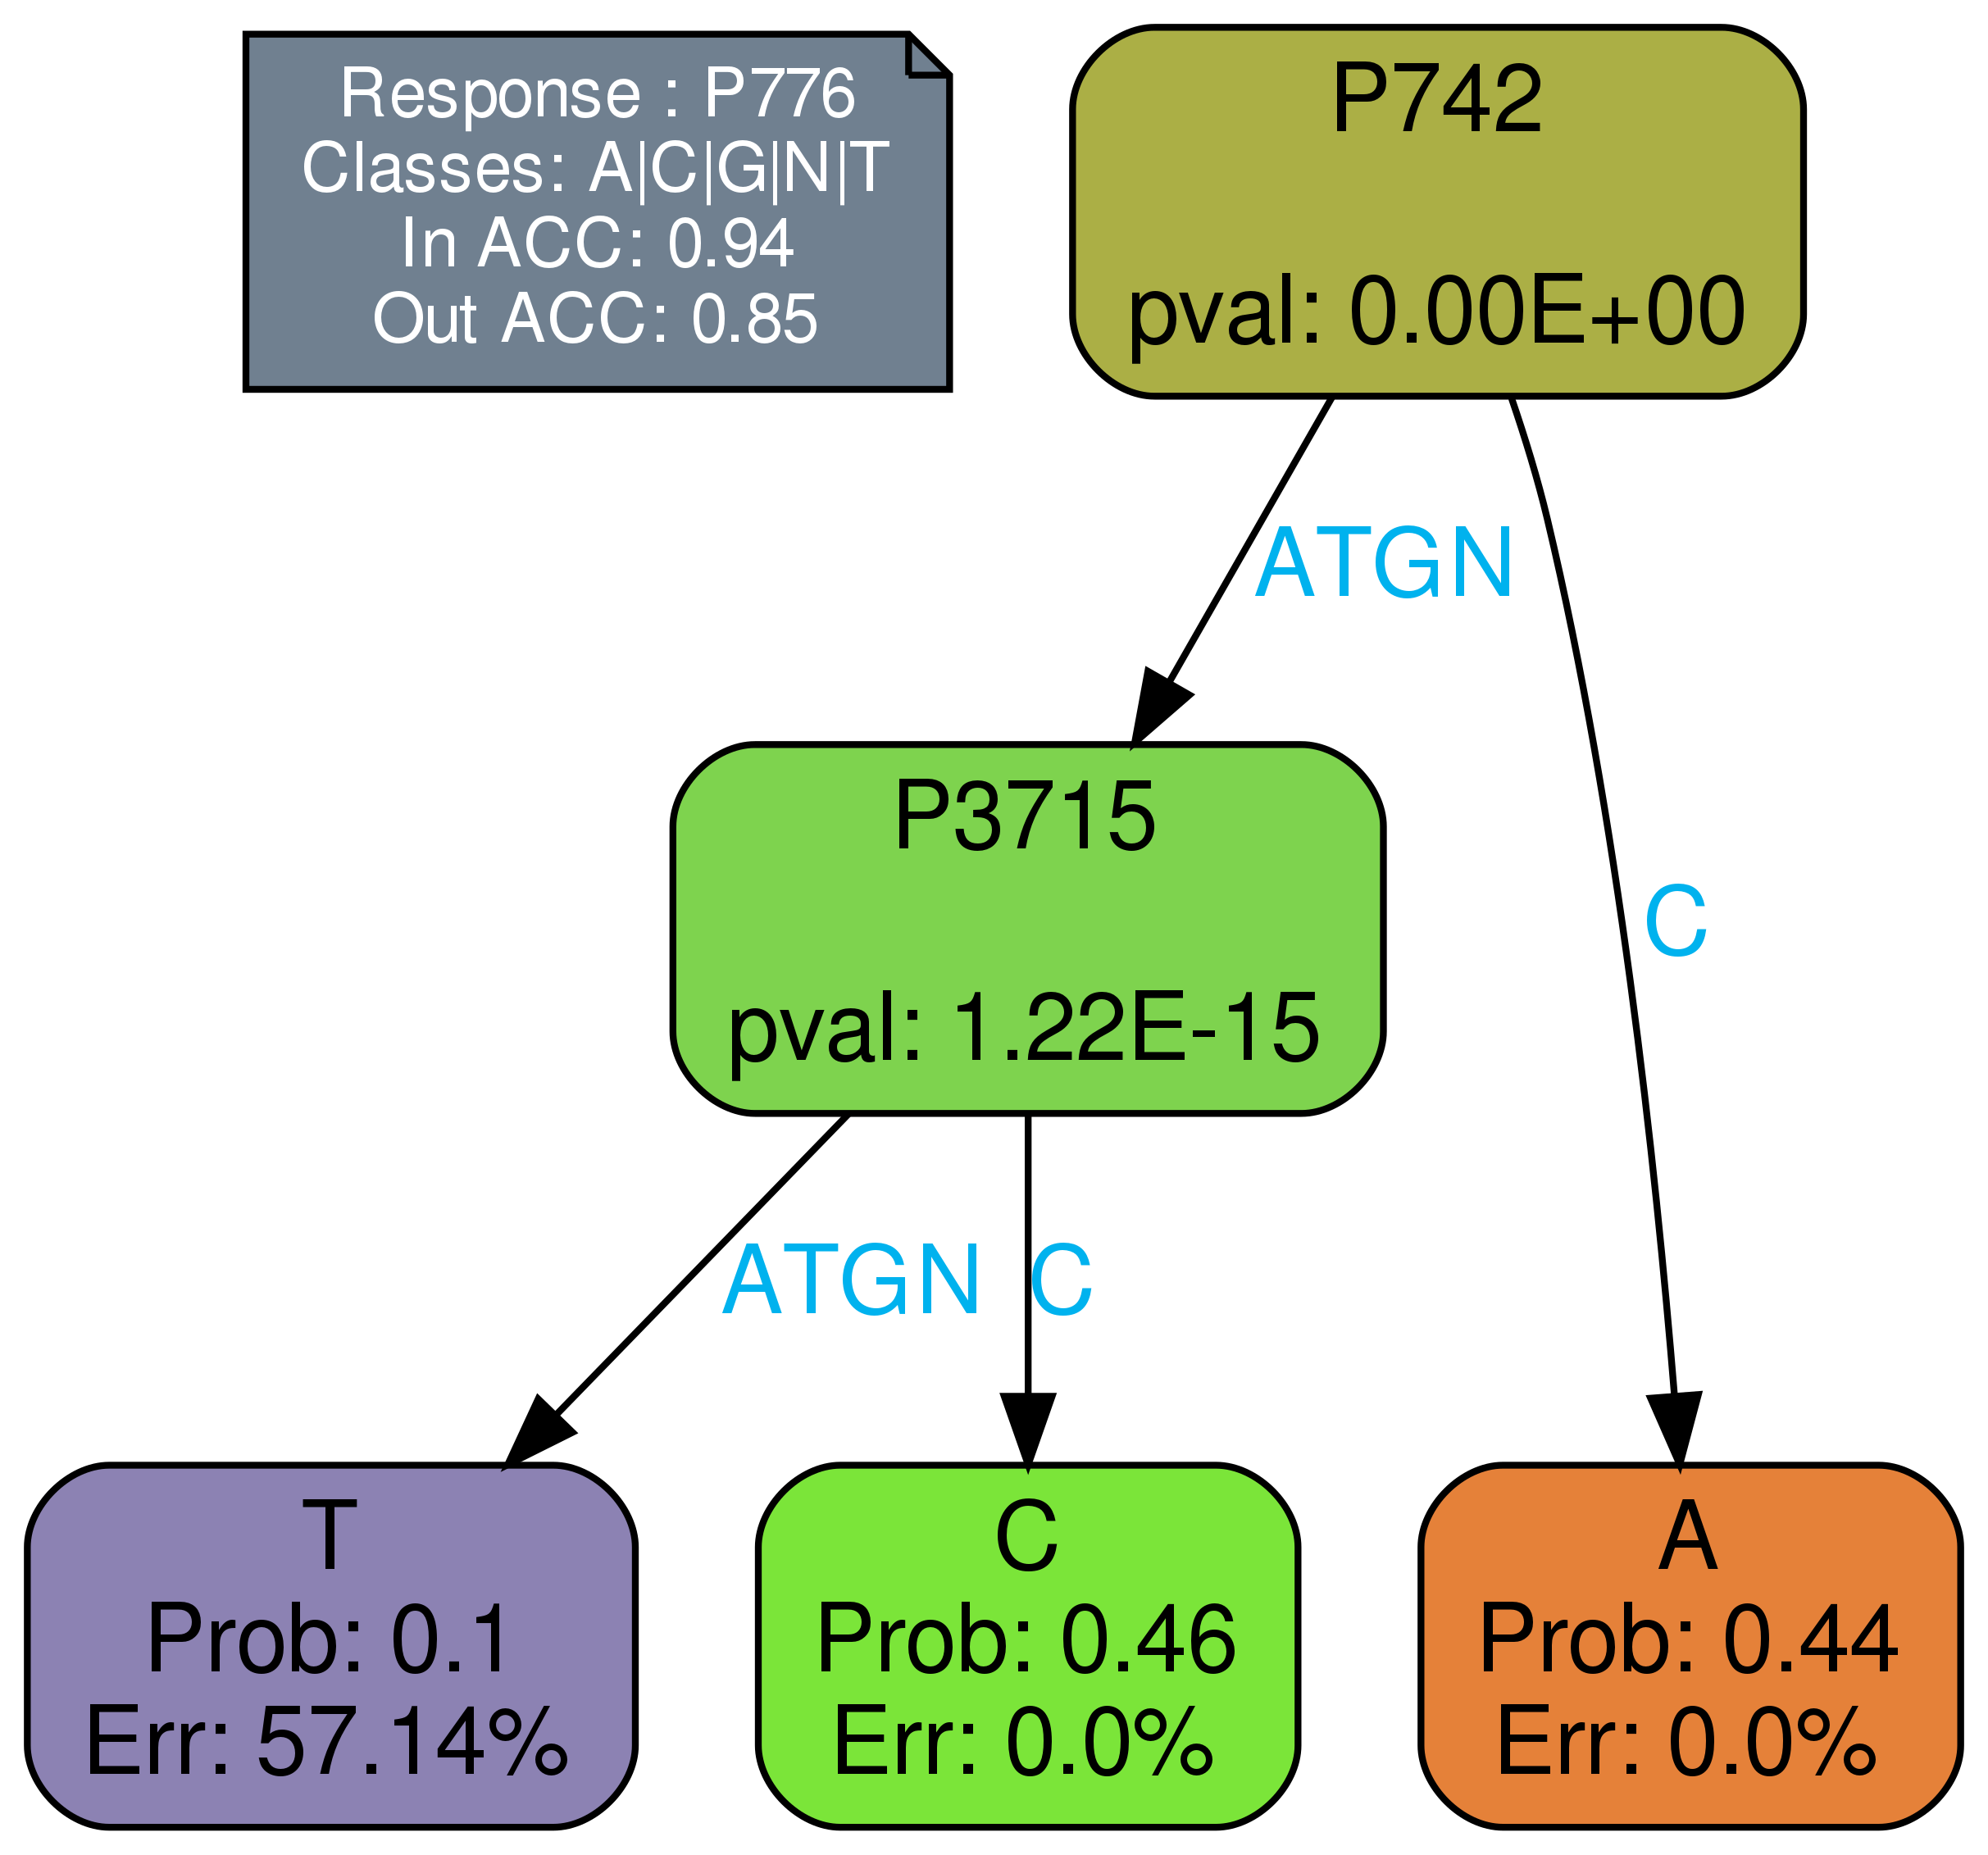 Response : P776
Classes: A|C|G|N|T
In ACC: 0.94
Out ACC: 0.85
P742
pval: 0.00E+00
ATGN
C
P3715
pval: 1.22E-15
ATGN
C
T
Prob: 0.1
Err: 57.14%
C
Prob: 0.46
Err: 0.0%
A
Prob: 0.44
Err: 0.0%